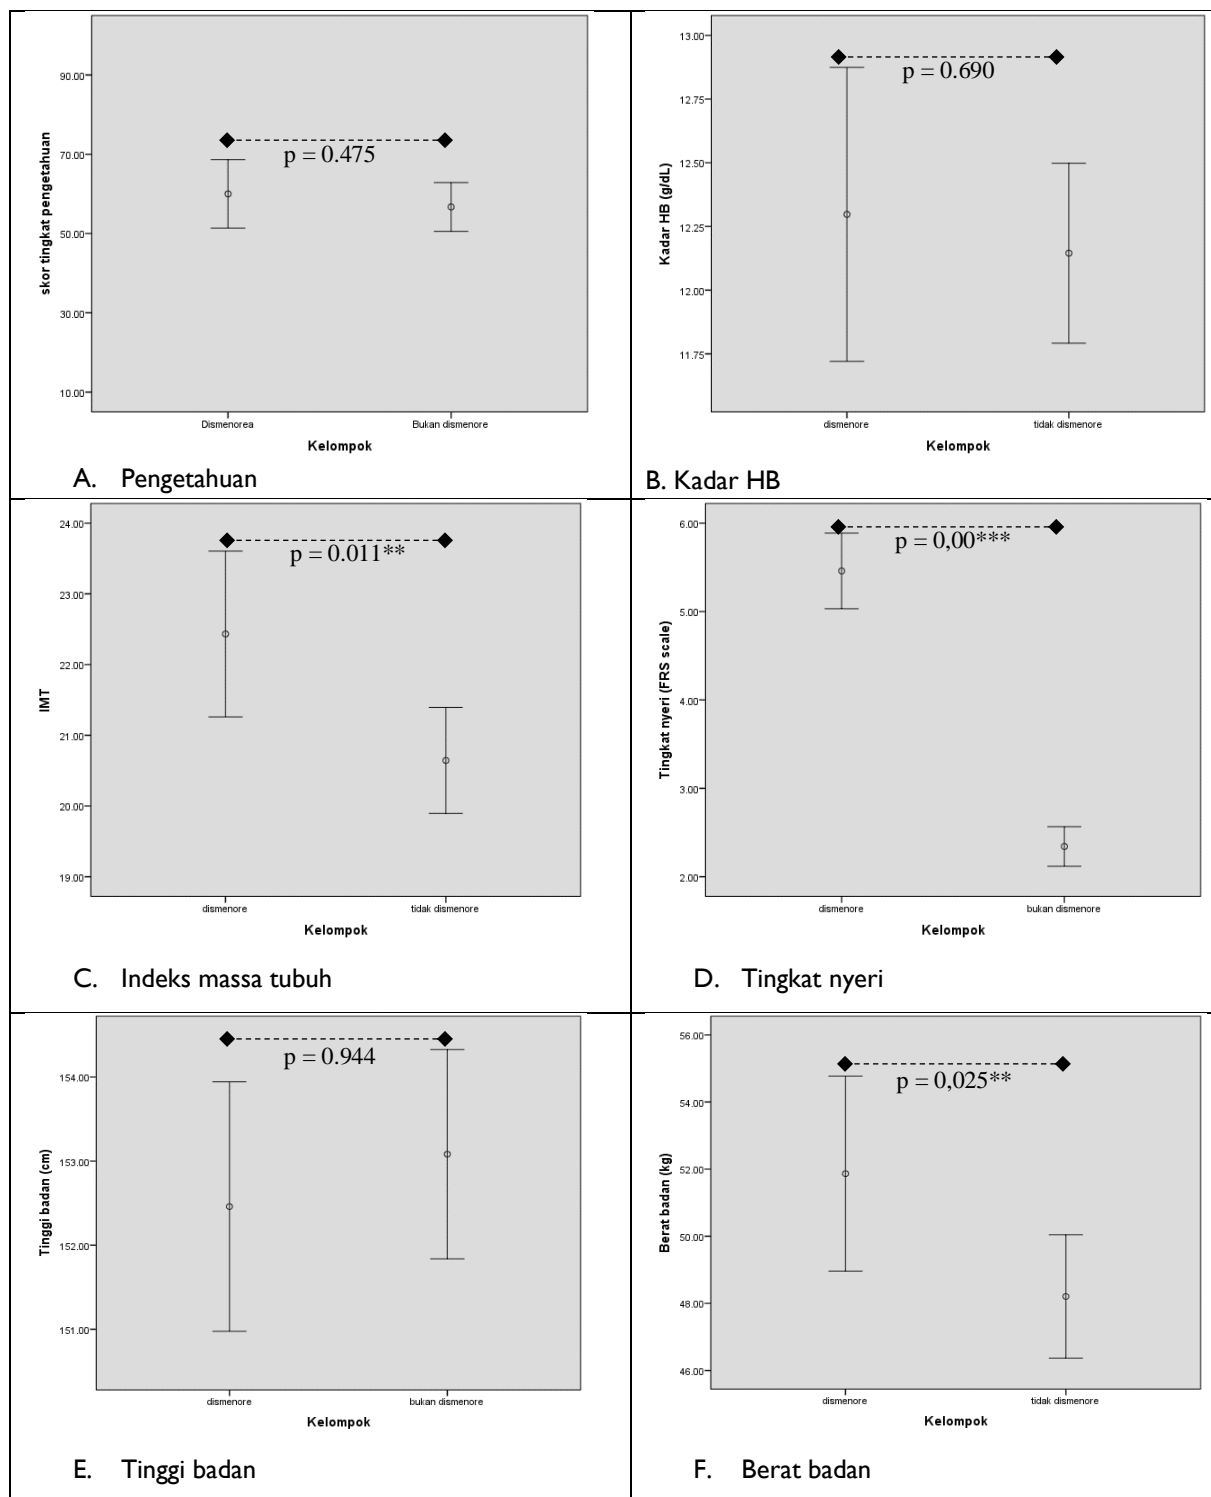 90.00
70.00
50.00
30.00
10.00
skor tingkat pengetahuan
p = 0.475
Dismenorea
Bukan dismenore
Kelompok
A. Pengetahuan
13.00
12.75
12.50
12.25
12.00
11.75
Kadar HB (g/dL)
p = 0.690
dismenore
tidak dismenore
Kelompok
B. Kadar HB
24.00
23.00
22.00
21.00
20.00
19.00
IMT
p = 0.011**
dismenore
tidak dismenore
Kelompok
C. Indeks massa tubuh
6.00
5.00
4.00
3.00
2.00
Tingkat nyeri (FRS scale)
p = 0,00***
dismenore
bukan dismenore
Kelompok
D. Tingkat nyeri
154.00
153.00
152.00
151.00
Tinggi badan (cm)
p = 0.944
dismenore
bukan dismenore
Kelompok
E. Tinggi badan
56.00
54.00
52.00
50.00
48.00
46.00
Berat badan (kg)
p = 0,025**
dismenore
tidak dismenore
Kelompok
F. Berat badan